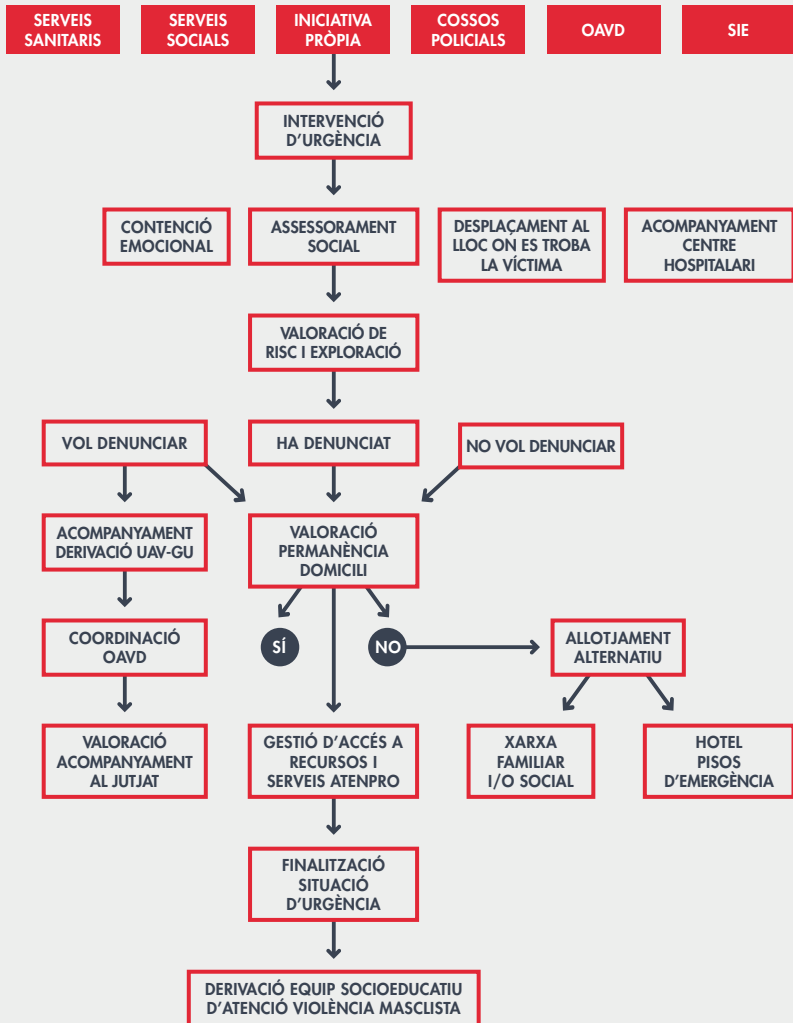 SERVEIS
SANITARIS
SERVEIS
SOCIALS
INICIATIVA
PRÒPIA
COSSOS
POLICIALS
OAVD
SIE
INTERVENCIÓ
D'URGÈNCIA
CONTENCIÓ
EMOCIONAL
ASSESSORAMENT
SOCIAL
DESPLAÇAMENT AL
LLOC ON ES TROBA
LA VÍCTIMA
ACOMPANYAMENT
CENTRE
HOSPITALARI
VALORACIÓ DE
RISC I EXPLORACIÓ
VOL DENUNCIAR
HA DENUNCIAT
NO VOL DENUNCIAR
ACOMPANYAMENT
DERIVACIÓ UAV-GU
VALORACIÓ
PERMANÈNCIA
DOMICILI
COORDINACIÓ
OAVD
SÍ
NO
ALLOTJAMENT
ALTERNATIU
VALORACIÓ
ACOMPANYAMENT
AL JUTJAT
GESTIÓ D'ACCÉS A
RECURSOS I
SERVEIS ATENPRO
XARXA
FAMILIAR
I/O SOCIAL
HOTEL
PISOS
D'EMERGÈNCIA
FINALITZACIÓ
SITUACIÓ
D'URGÈNCIA
DERIVACIÓ EQUIP SOCIOEDUCATIU
D'ATENCIÓ VIOLÈNCIA MASCLISTA